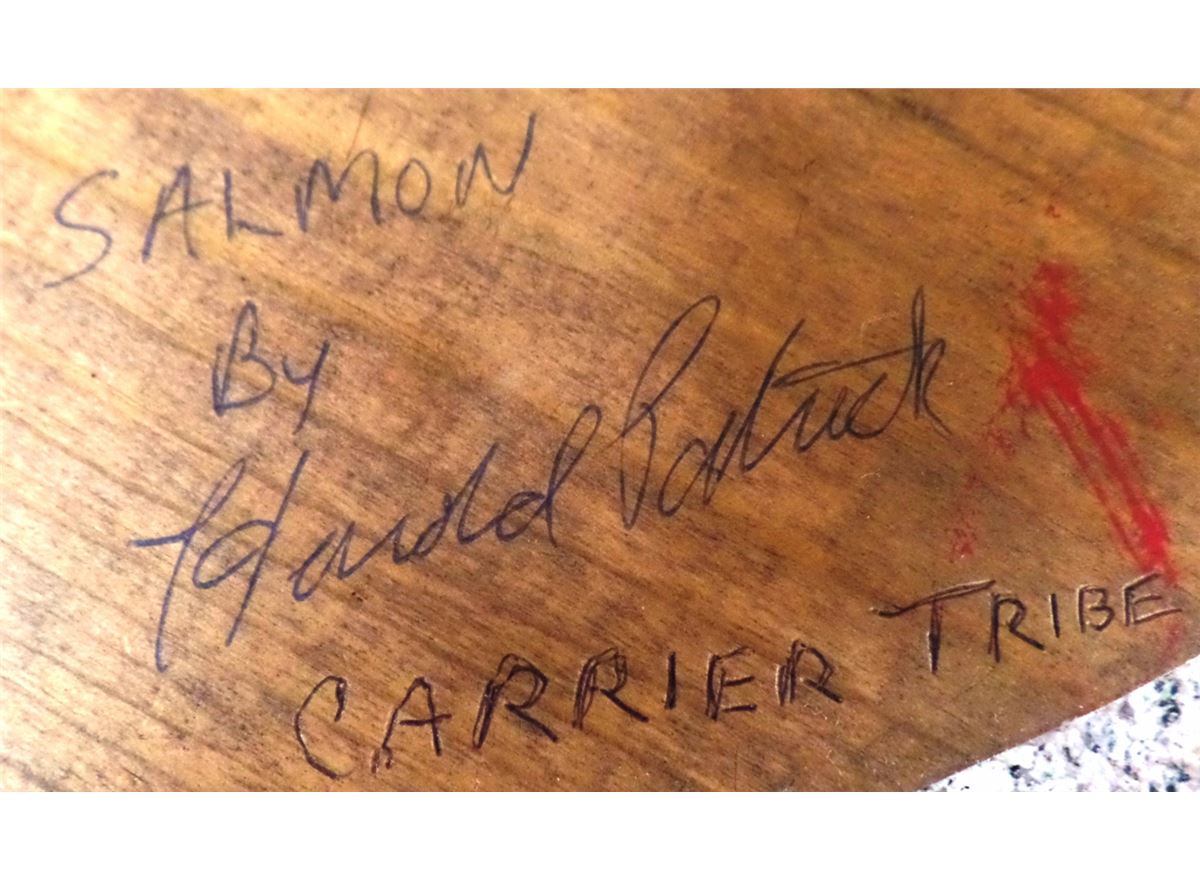 SALMON
By
Harold Patrick
CARRIER TRIBE